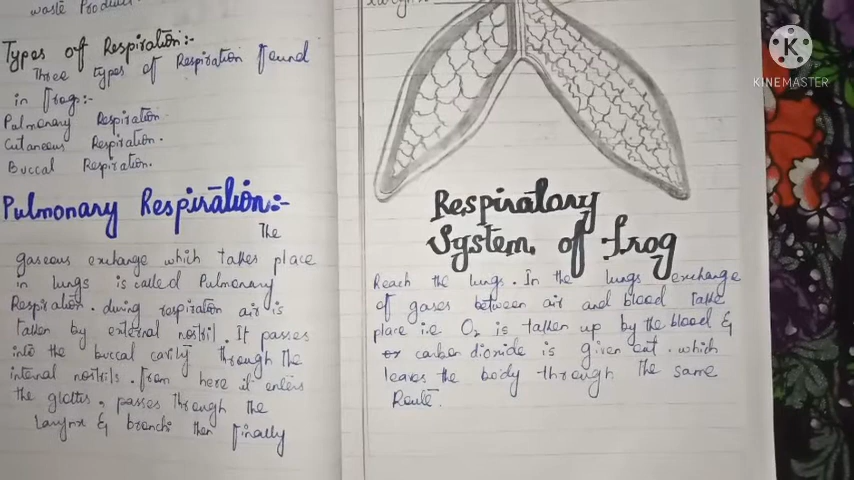 waste Product
Types of Respiration:-
Three types of Respiration found
in frog:-
Pulmonary Respiration.
Cutaneous Respiration.
Buccal Respiration.
Pulmonary Respiration:-
The
gaseous exchange which takes place
in lungs is called Pulmonary
Respiration. during respiration air is
taken by external nostril. It passes
into the buccal cavity through the
internal nostrils. from here it enters
the glottis, passes through the
Larynx & bronchi then finally
Respiratory
System of frog
Reach the lungs. In the lungs exchange
of gases between air and blood take
place i.e O2 is taken up by the blood &
carbon dioxide is given out. which
leaves the body through the same
Route.
KINEMASTER